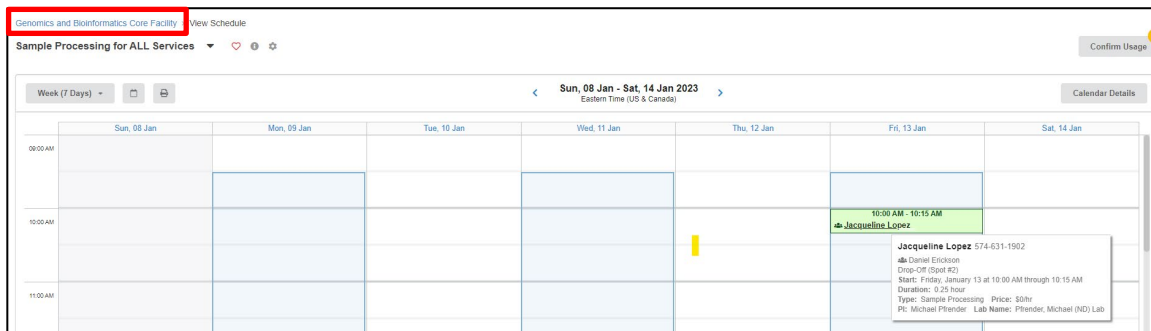 Genomics and Bioinformatics Core Facility View Schedule
Sample Processing for ALL Services
Confirm Usage
Week (7 Days)
Sun, 08 Jan - Sat, 14 Jan 2023
Eastern Time (US & Canada)
Calendar Details
Sun, 08 Jan Mon, 09 Jan Tue, 10 Jan Wed, 11 Jan Thu, 12 Jan Fri, 13 Jan Sat, 14 Jan
09:00 AM
10:00 AM
10:00 AM - 10:15 AM
Jacqueline Lopez
Jacqueline Lopez 574-631-1902
Daniel Erickson
Drop-Off (Spot #2)
Start: Friday, January 13 at 10:00 AM through 10:15 AM
Duration: 0.25 hour
Type: Sample Processing Price: $0/hr
PI: Michael Pfrender Lab Name: Pfrender, Michael (ND) Lab
11:00 AM